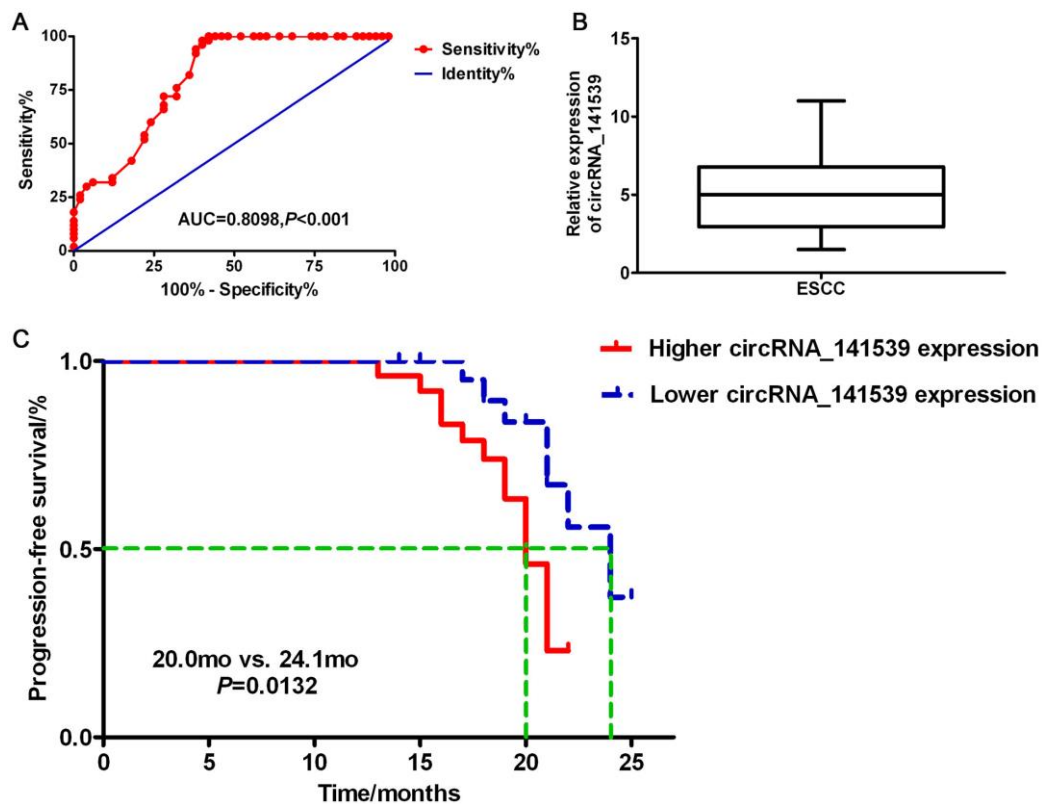 A
100
75
50
25
0
Sensitivity%
0
25
50
75
100
100% - Specificity%
AUC=0.8098,P<0.001
Sensitivity%
Identity%
B
15
10
5
0
Relative expression
of circRNA_141539
ESCC
C
Higher circRNA_141539 expression
Lower circRNA_141539 expression
1.0
0.5
0.0
Progression-free survival/%
20.0mo vs. 24.1mo
P=0.0132
0
5
10
15
20
25
Time/months